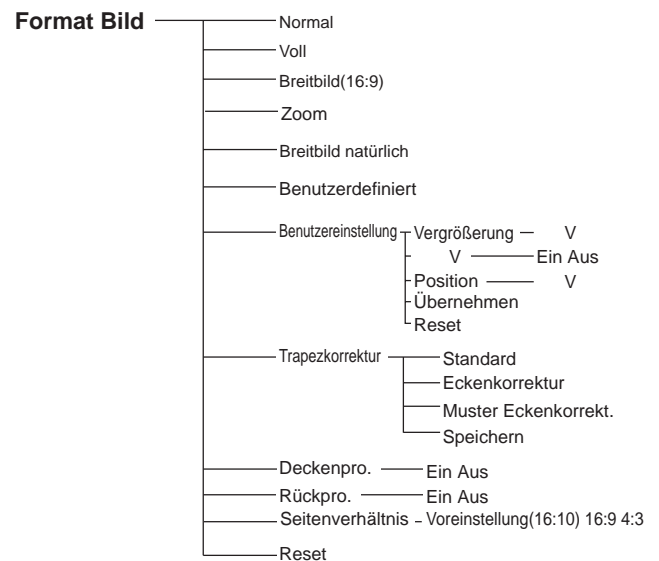 Format Bild
Normal
Voll
Breitbild(16:9)
Zoom
Breitbild natürlich
Benutzerdefiniert
Benutzereinstellung Vergrößerung V
V Ein Aus
Position V
Übernehmen
Reset
Trapezkorrektur Standard
Eckenkorrektur
Muster Eckenkorrekt.
Speichern
Deckenpro. Ein Aus
Rückpro. Ein Aus
Seitenverhältnis Voreinstellung(16:10) 16:9 4:3
Reset